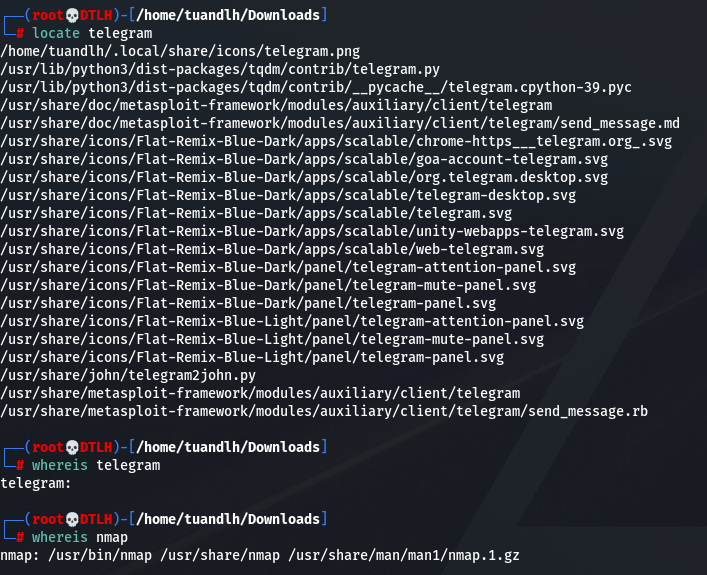 ┌──(root💀DTLH)-[/home/tuandlh/Downloads]
└─# locate telegram
/home/tuandlh/.local/share/icons/telegram.png
/usr/lib/python3/dist-packages/tqdm/contrib/telegram.py
/usr/lib/python3/dist-packages/tqdm/contrib/__pycache__/telegram.cpython-39.pyc
/usr/share/doc/metasploit-framework/modules/auxiliary/client/telegram
/usr/share/doc/metasploit-framework/modules/auxiliary/client/telegram/send_message.md
/usr/share/icons/Flat-Remix-Blue-Dark/apps/scalable/chrome-https___telegram.org_.svg
/usr/share/icons/Flat-Remix-Blue-Dark/apps/scalable/goa-account-telegram.svg
/usr/share/icons/Flat-Remix-Blue-Dark/apps/scalable/org.telegram.desktop.svg
/usr/share/icons/Flat-Remix-Blue-Dark/apps/scalable/telegram-desktop.svg
/usr/share/icons/Flat-Remix-Blue-Dark/apps/scalable/telegram.svg
/usr/share/icons/Flat-Remix-Blue-Dark/apps/scalable/unity-webapps-telegram.svg
/usr/share/icons/Flat-Remix-Blue-Dark/apps/scalable/web-telegram.svg
/usr/share/icons/Flat-Remix-Blue-Dark/panel/telegram-attention-panel.svg
/usr/share/icons/Flat-Remix-Blue-Dark/panel/telegram-mute-panel.svg
/usr/share/icons/Flat-Remix-Blue-Dark/panel/telegram-panel.svg
/usr/share/icons/Flat-Remix-Blue-Light/panel/telegram-attention-panel.svg
/usr/share/icons/Flat-Remix-Blue-Light/panel/telegram-mute-panel.svg
/usr/share/icons/Flat-Remix-Blue-Light/panel/telegram-panel.svg
/usr/share/john/telegram2john.py
/usr/share/metasploit-framework/modules/auxiliary/client/telegram
/usr/share/metasploit-framework/modules/auxiliary/client/telegram/send_message.rb
┌──(root💀DTLH)-[/home/tuandlh/Downloads]
└─# whereis telegram
telegram:
┌──(root💀DTLH)-[/home/tuandlh/Downloads]
└─# whereis nmap
nmap: /usr/bin/nmap /usr/share/nmap /usr/share/man/man1/nmap.1.gz